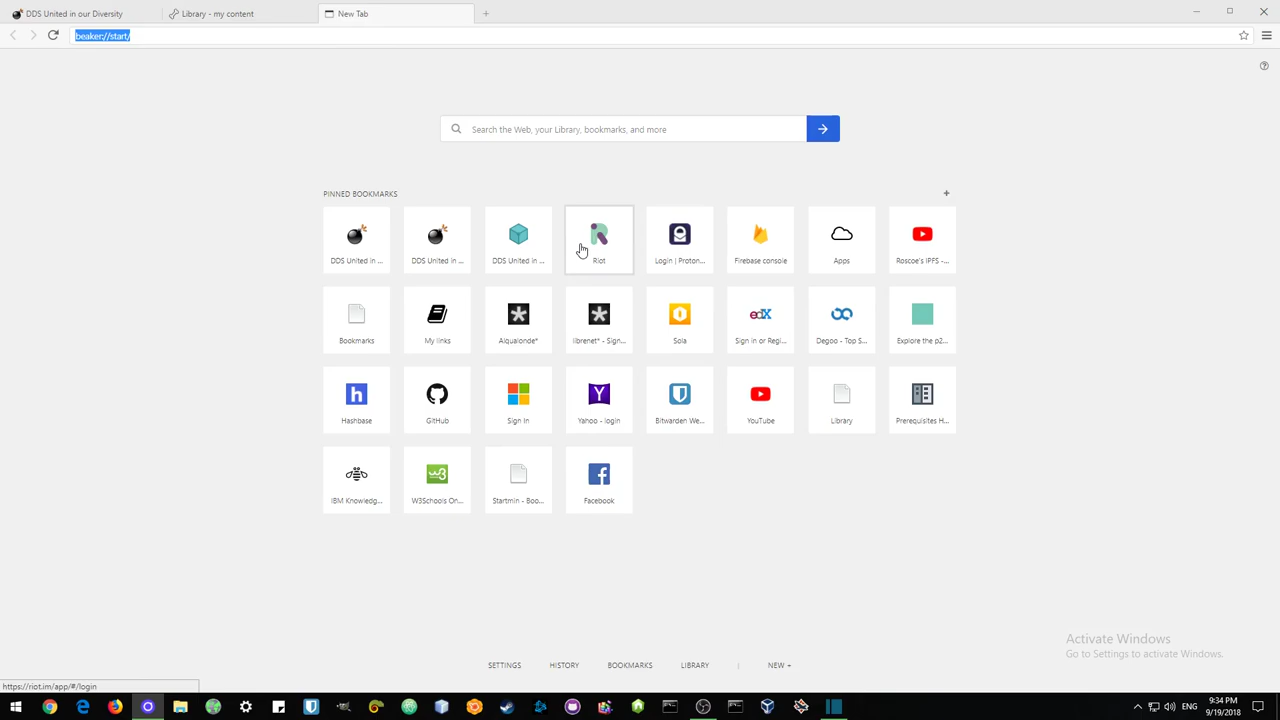 DDS United in our Diversity
Library - my content
New Tab
beaker://start/
Search the Web, your Library, bookmarks, and more
PINNED BOOKMARKS
DDS United in ...
DDS United in ...
DDS United in ...
Riot
Login | Proton...
Firebase console
Apps
Roscoe's IPFS - ...
Bookmarks
My links
Alqualonde*
librenet* - Sign...
Sola
Sign in or Regi...
Degoo - Top S...
Explore the p2...
Hashbase
GitHub
Sign In
Yahoo - login
Bitwarden We...
YouTube
Library
Prerequisites H...
IBM Knowledg...
W3Schools On...
Startmin - Boo...
Facebook
Activate Windows
Go to Settings to activate Windows.
SETTINGS HISTORY BOOKMARKS LIBRARY | NEW +
https://riot.im/app/#/login
ENG
9:34 PM
9/19/2018